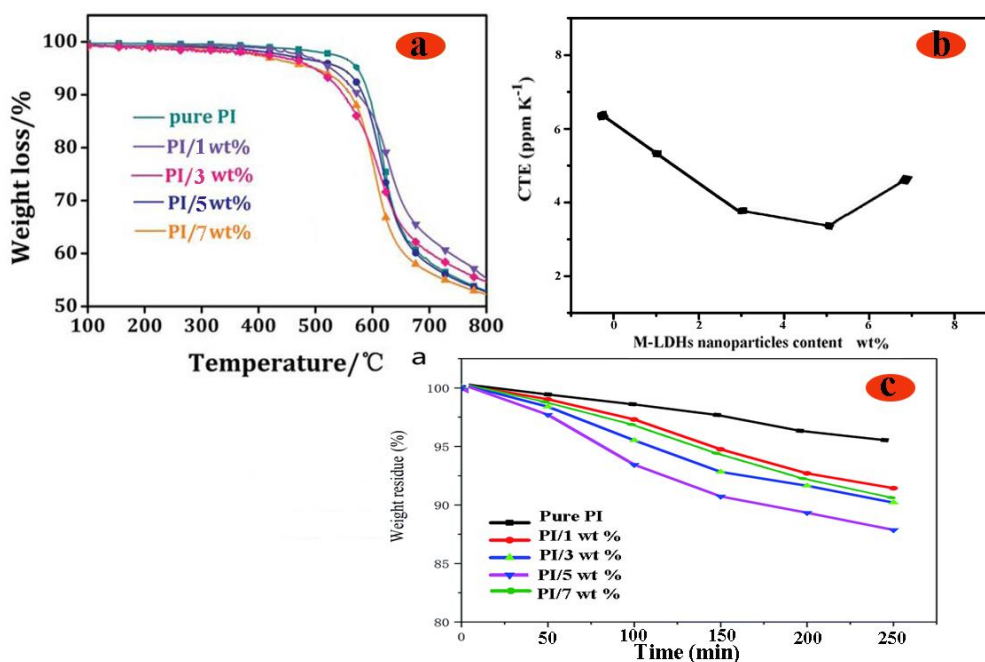 a
Weight loss/%
100
90
80
70
60
50
pure PI
PI/1 wt%
PI/3 wt%
PI/5wt%
PI/7 wt%
100 200 300 400 500 600 700 800
Temperature/℃
b
CTE (ppm K⁻¹)
8
6
4
2
0 2 4 6 8
M-LDHs nanoparticles content wt%
a
c
Weight residue (%)
100
95
90
85
80
Pure PI
PI/1 wt %
PI/3 wt %
PI/5 wt %
PI/7 wt %
0 50 100 150 200 250
Time (min)